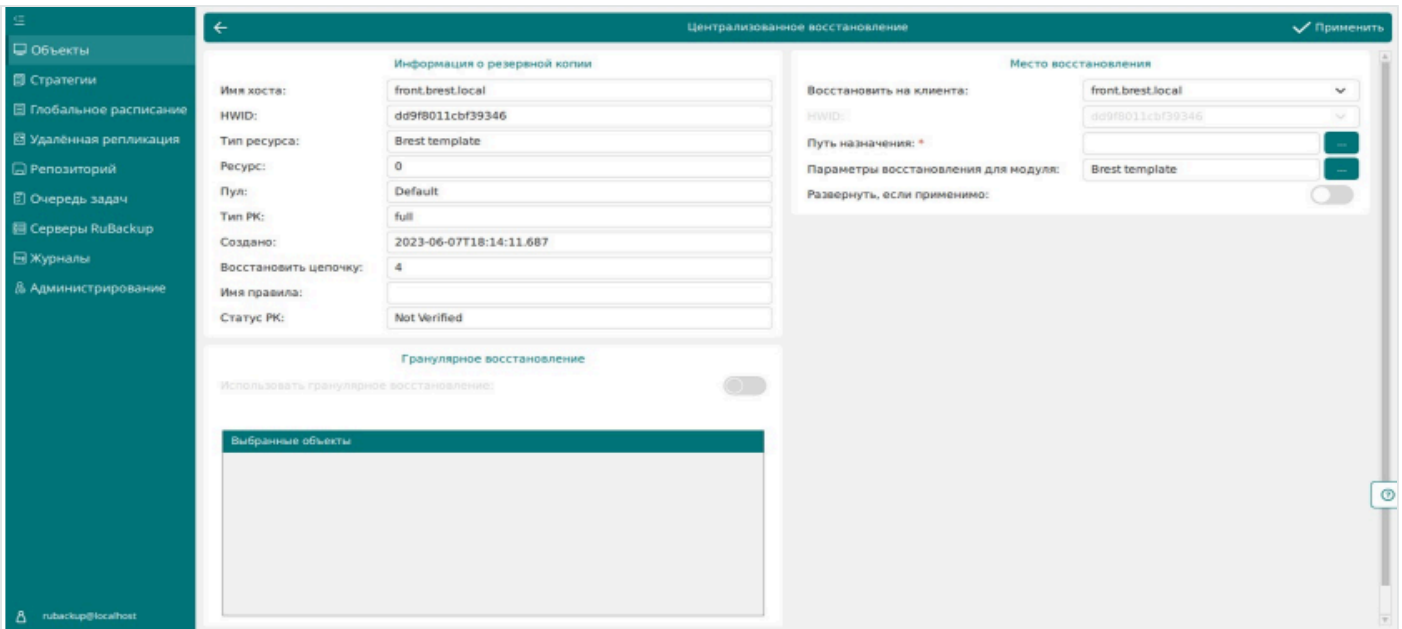 Централизованное восстановление
Применить
Объекты
Стратегии
Глобальное расписание
Удалённая репликация
Репозиторий
Очередь задач
Серверы RuBackup
Журналы
Администрирование
rubackup@localhost
Информация о резервной копии
Имя хоста: front.brest.local
HWID: dd9f8011cbf39346
Тип ресурса: Brest template
Ресурс: 0
Пул: Default
Тип РК: full
Создано: 2023-06-07T18:14:11.687
Восстановить цепочку: 4
Имя правила:
Статус РК: Not Verified
Гранулярное восстановление
Использовать гранулярное восстановление:
Выбранные объекты
Место восстановления
Восстановить на клиента: front.brest.local
HWID: dd9f8011cbf39346
Путь назначения: * ...
Параметры восстановления для модуля: Brest template ...
Развернуть, если применимо: